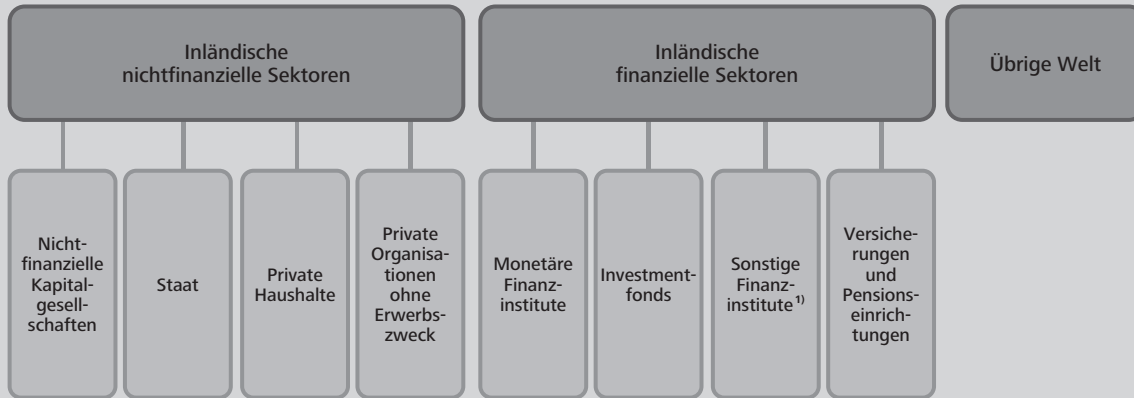 Inländische
nichtfinanzielle Sektoren
Inländische
finanzielle Sektoren
Übrige Welt
Nicht-
finanzielle
Kapital-
gesell-
schaften
Staat
Private
Haushalte
Private
Organisa-
tionen
ohne
Erwerbs-
zweck
Monetäre
Finanz-
institute
Investment-
fonds
Sonstige
Finanz-
institute 1)
Versiche-
rungen
und
Pensions-
einrich-
tungen